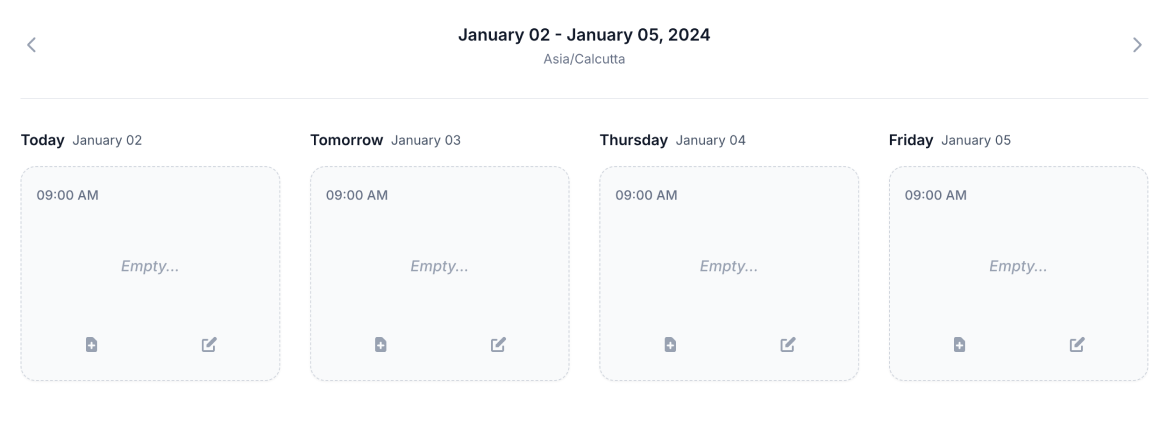 January 02 - January 05, 2024
Asia/Calcutta
Today January 02
09:00 AM
Empty...
Tomorrow January 03
09:00 AM
Empty...
Thursday January 04
09:00 AM
Empty...
Friday January 05
09:00 AM
Empty...